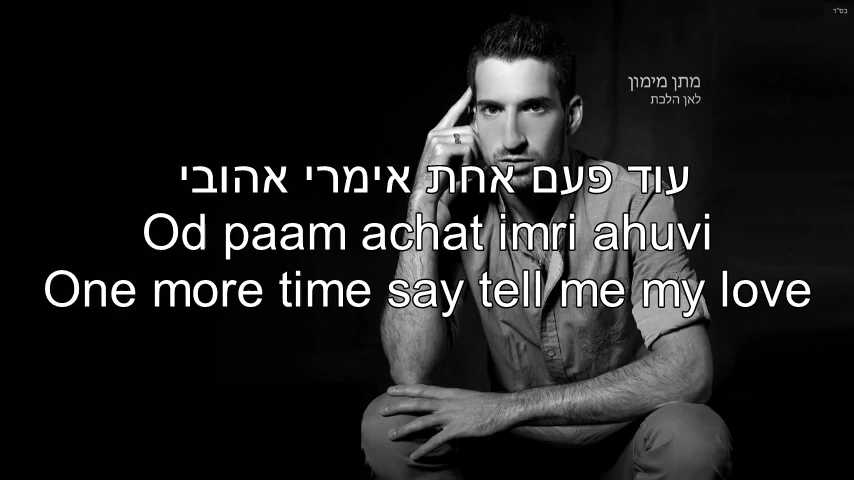 בס"ד
מתן מימון
לאן הלכת
עוד פעם אחת אימרי אהובי
Od paam achat imri ahuvi
One more time say tell me my love